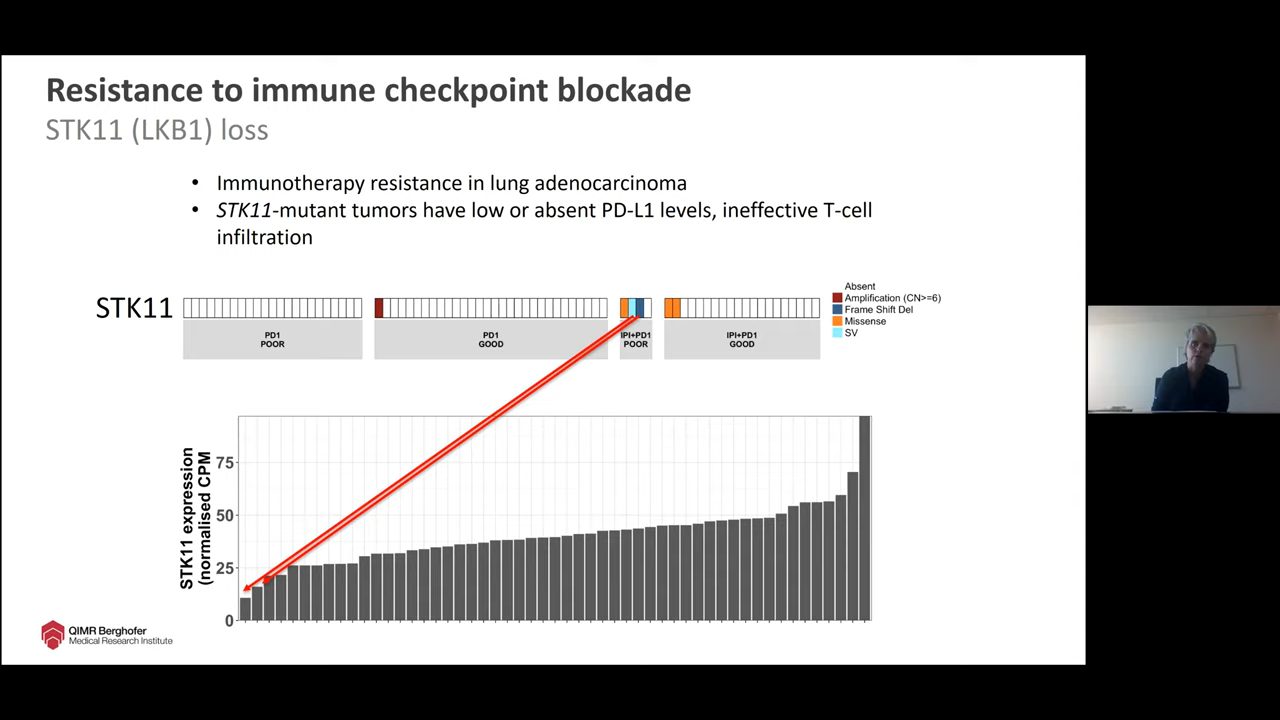 Resistance to immune checkpoint blockade
STK11 (LKB1) loss
• Immunotherapy resistance in lung adenocarcinoma
• STK11-mutant tumors have low or absent PD-L1 levels, ineffective T-cell
infiltration
STK11
PD1
POOR
PD1
GOOD
IPI+PD1
POOR
IPI+PD1
GOOD
Absent
Amplification (CN>=6)
Frame Shift Del
Missense
SV
STK11 expression
(normalised CPM
75
50
25
0
QIMR Berghofer
Medical Research Institute